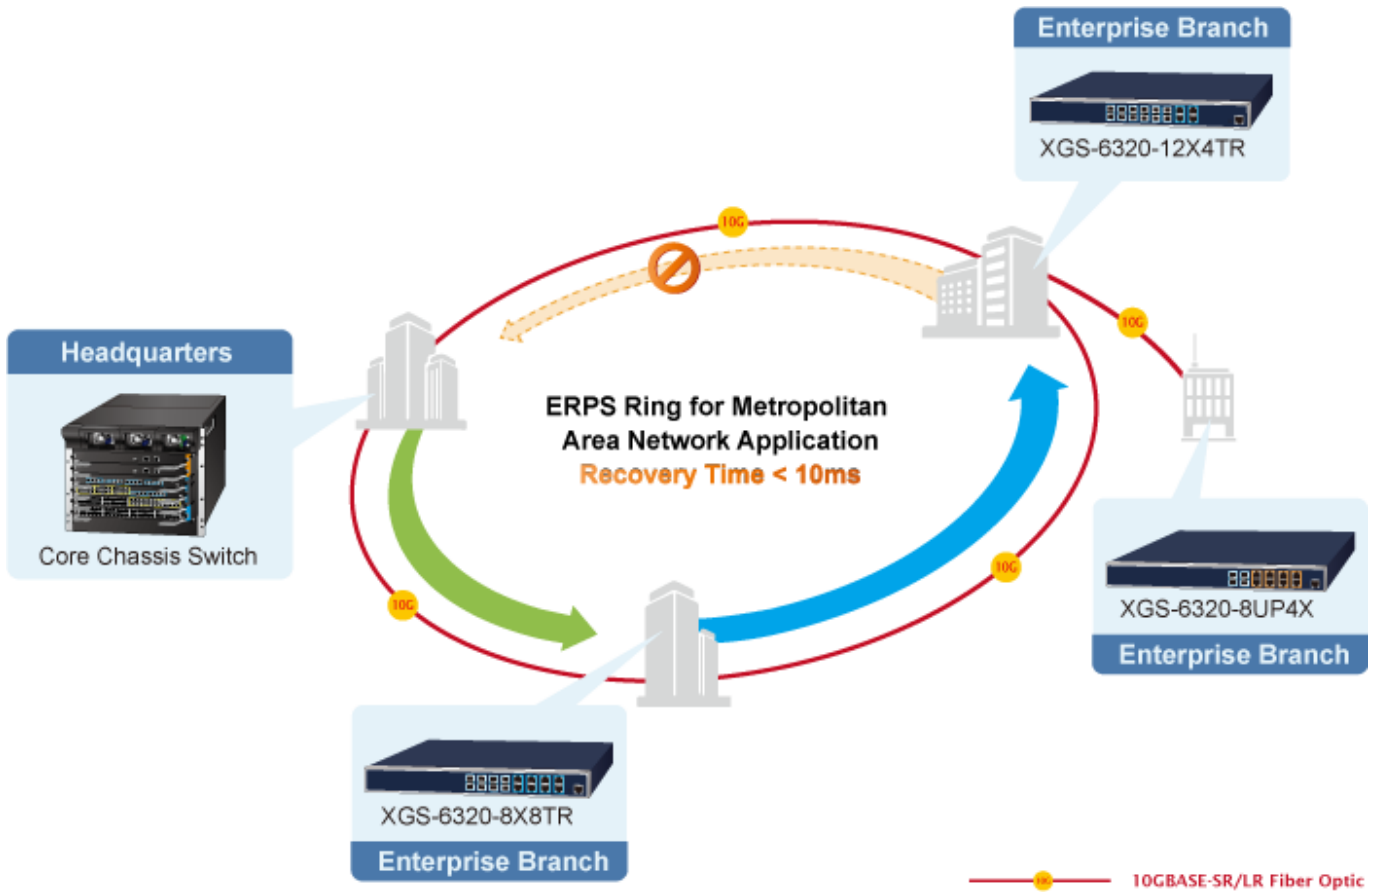 Enterprise Branch
XGS-6320-12X4TR
10G
10G
Headquarters
Core Chassis Switch
ERPS Ring for Metropolitan
Area Network Application
Recovery Time < 10ms
10G
10G
XGS-6320-8UP4X
Enterprise Branch
XGS-6320-8X8TR
Enterprise Branch
10G
10GBASE-SR/LR Fiber Optic